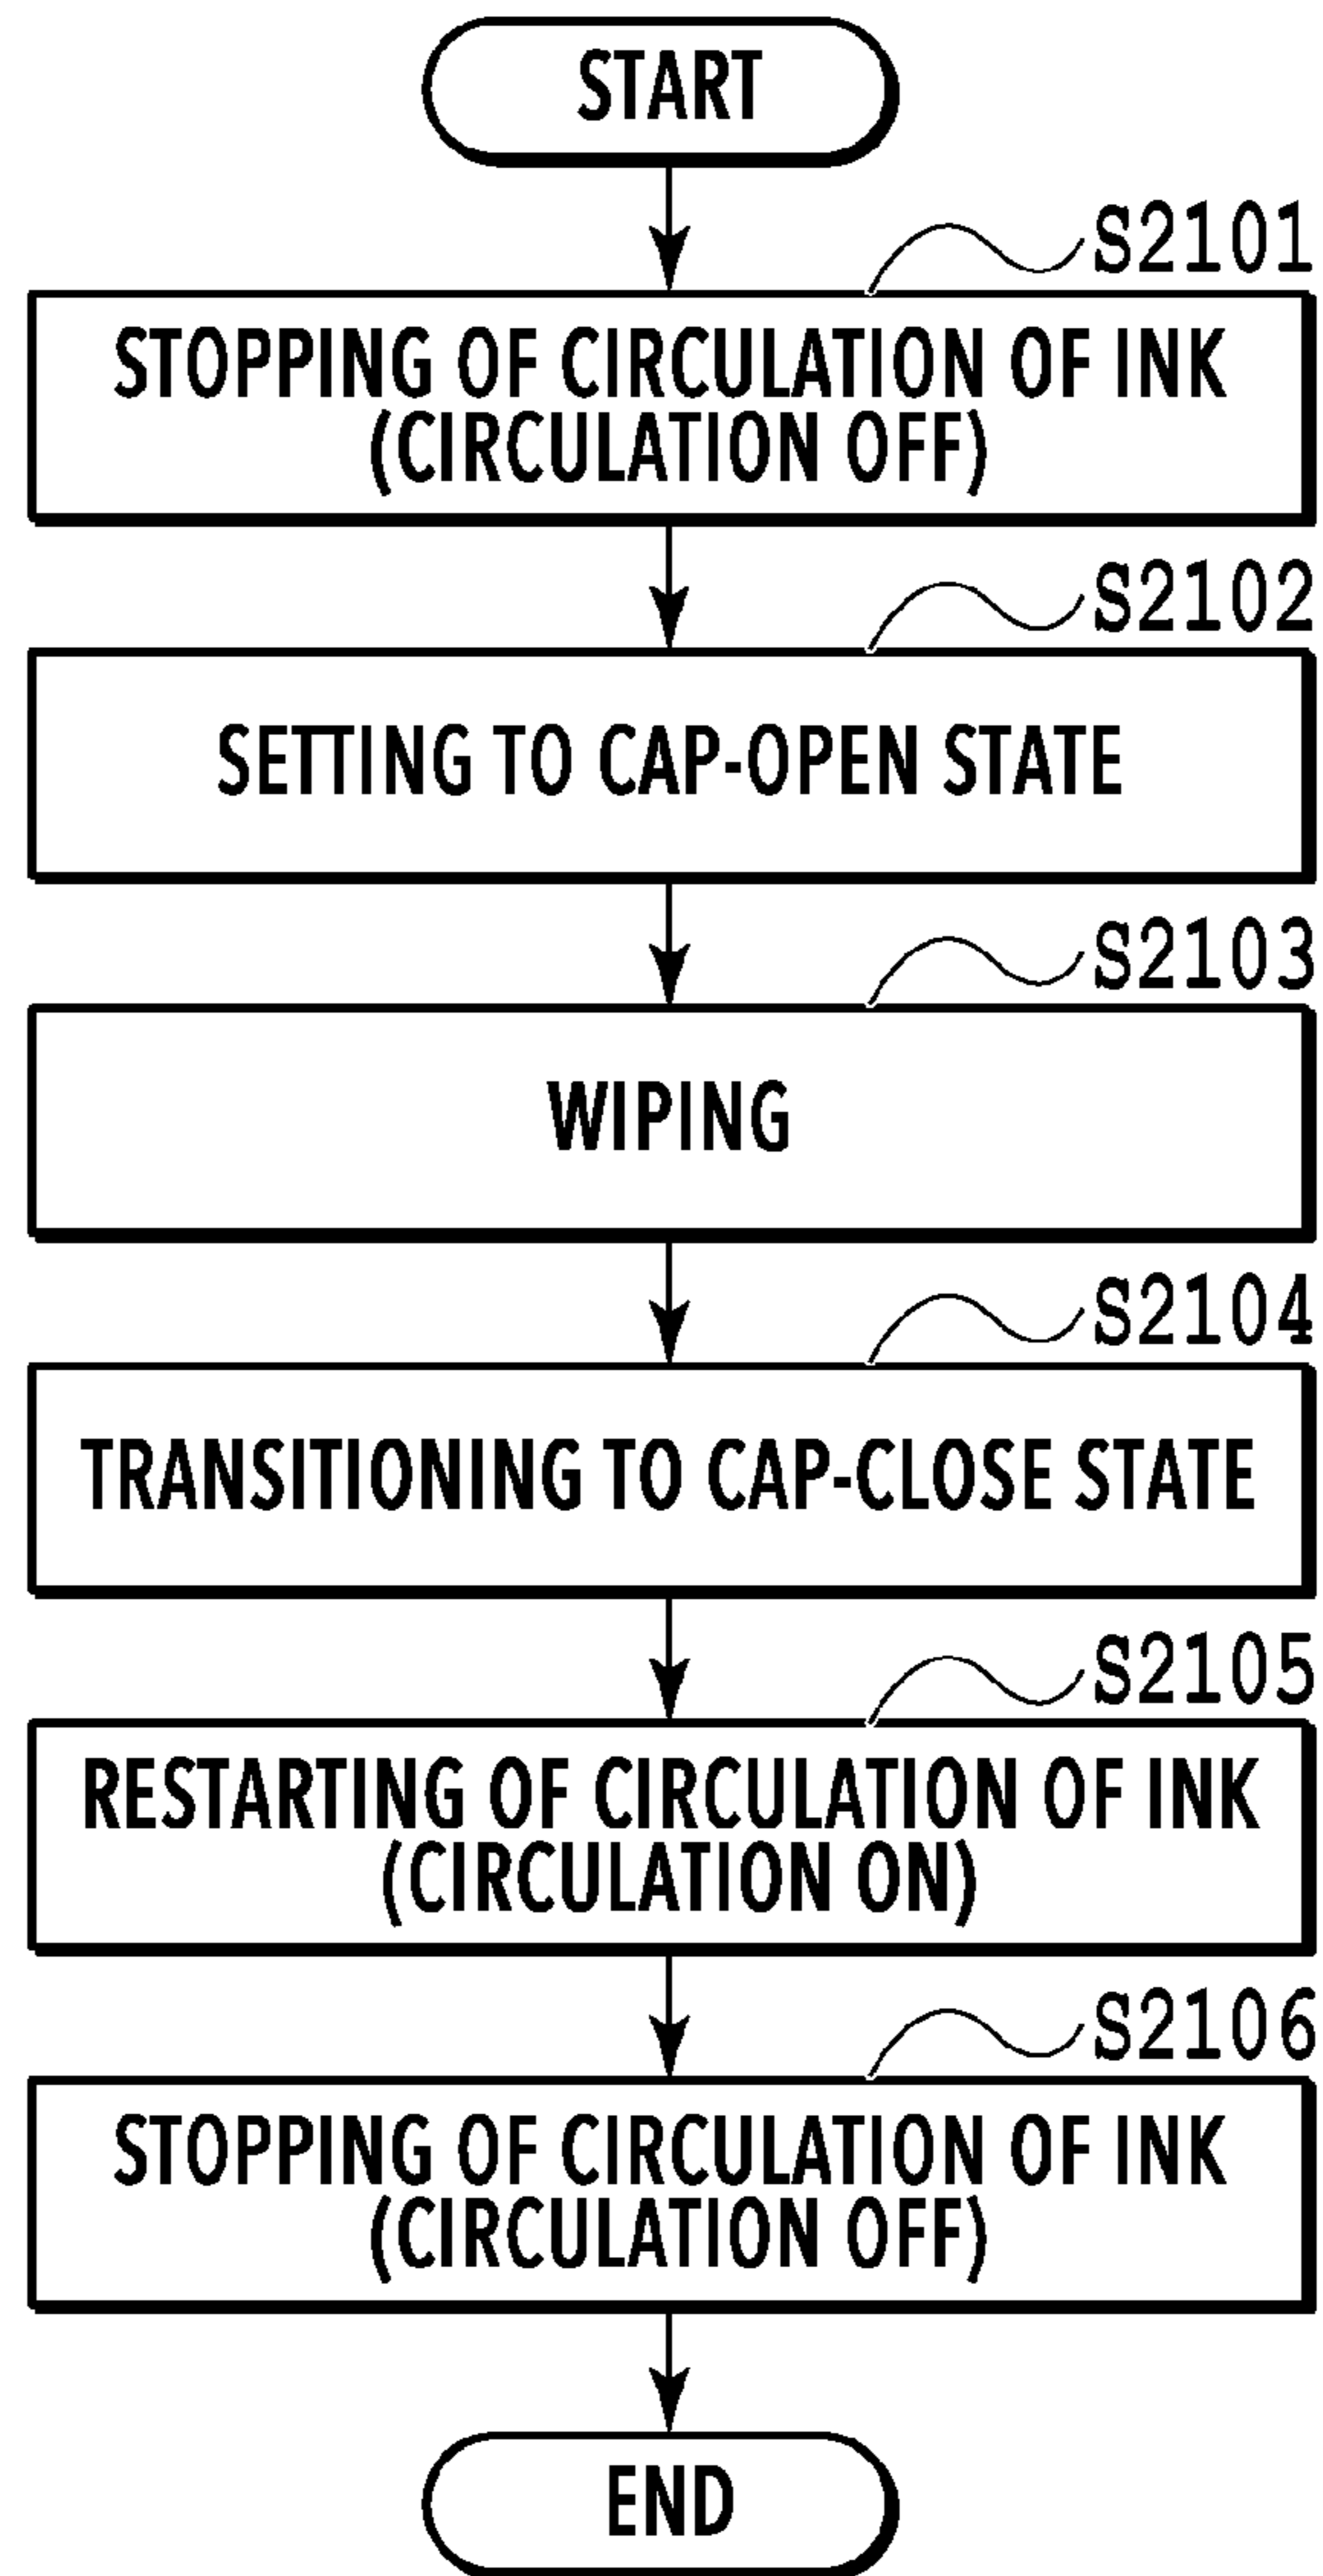 START
S2101
STOPPING OF CIRCULATION OF INK
(CIRCULATION OFF)
S2102
SETTING TO CAP-OPEN STATE
S2103
WIPING
S2104
TRANSITIONING TO CAP-CLOSE STATE
S2105
RESTARTING OF CIRCULATION OF INK
(CIRCULATION ON)
S2106
STOPPING OF CIRCULATION OF INK
(CIRCULATION OFF)
END